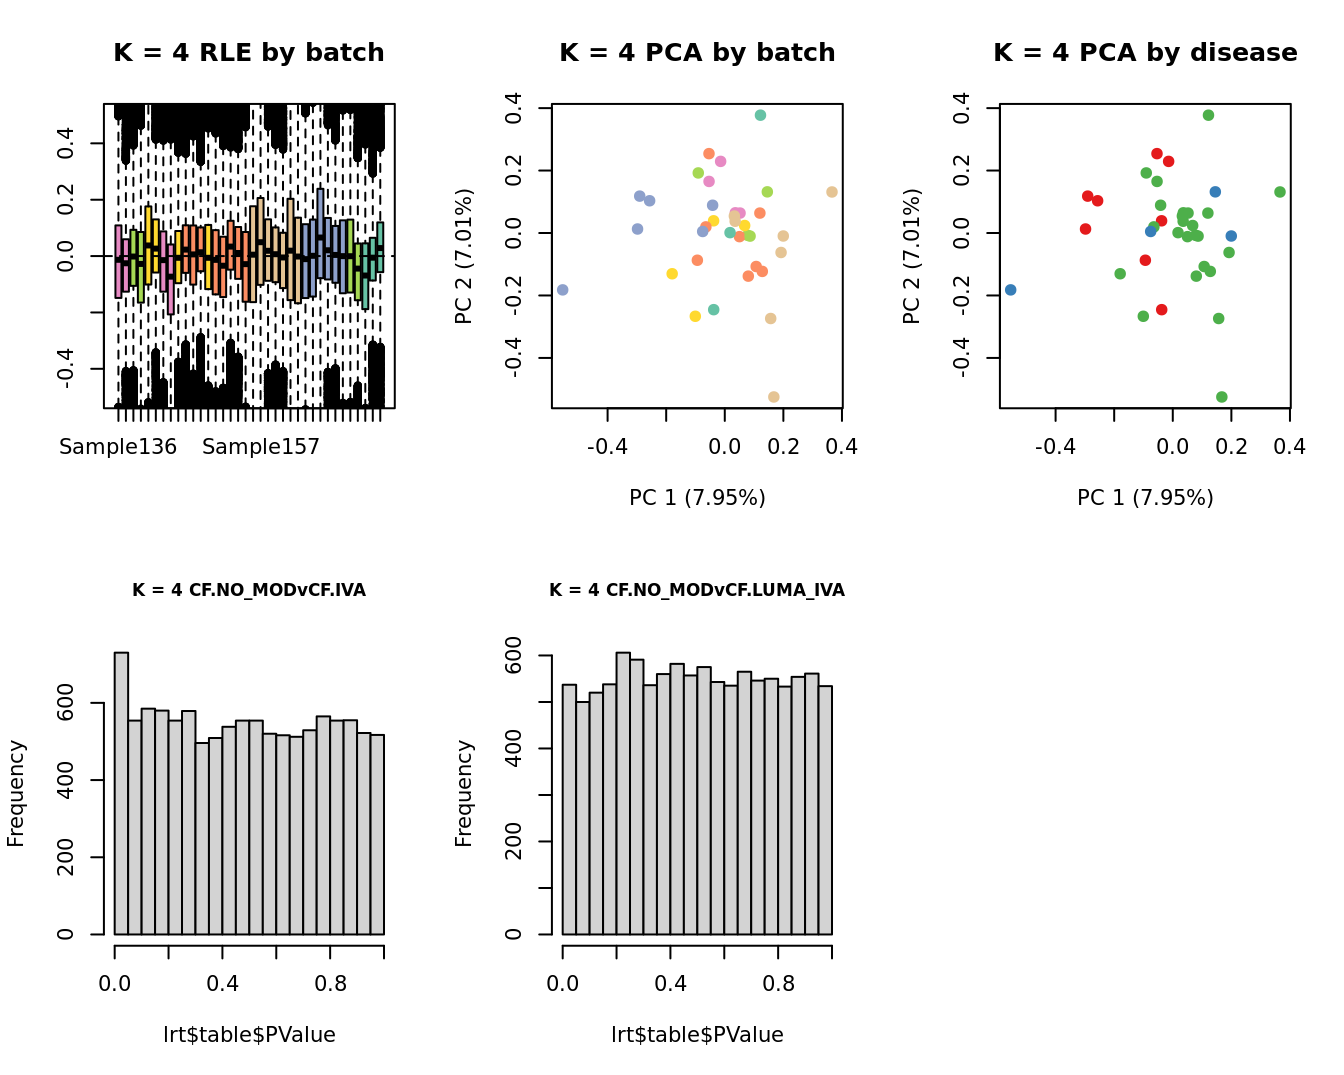 K = 4 RLE by batch
0.4
0.2
0.0
-0.4
Sample136 Sample157
K = 4 PCA by batch
PC 2 (7.01%)
0.4
0.2
0.0
-0.2
-0.4
-0.4 0.0 0.2 0.4
PC 1 (7.95%)
K = 4 PCA by disease
PC 2 (7.01%)
0.4
0.2
0.0
-0.2
-0.4
-0.4 0.0 0.2 0.4
PC 1 (7.95%)
K = 4 CF.NO_MODvCF.IVA
Frequency
600
400
200
0
0.0 0.4 0.8
lrt$table$PValue
K = 4 CF.NO_MODvCF.LUMA_IVA
Frequency
600
400
200
0
0.0 0.4 0.8
lrt$table$PValue